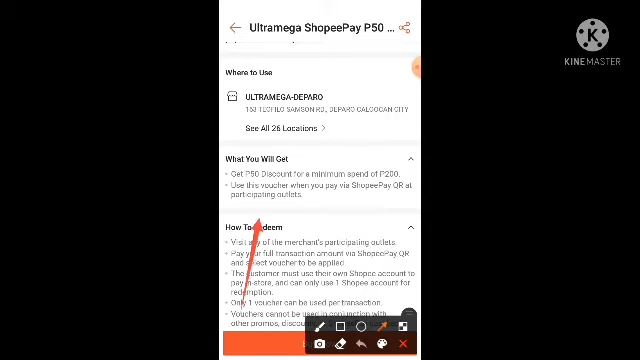 Ultramega ShopeePay P50 ...
KINEMASTER
Where to Use
ULTRAMEGA-DEPARO
163 TEOFILO SAMSON RD., DEPARO CALOOCAN CITY
See All 26 Locations
What You Will Get
Get P50 Discount for a minimum spend of P200.
Use this voucher when you pay via ShopeePay QR at
participating outlets.
How To
Visit any of the merchant's participating outlets.
Pay your full transaction amount via ShopeePay QR
and select voucher to be applied.
The customer must use their own Shopee account to
pay in-store, and can only use 1 Shopee account for
redemption.
Only 1 voucher can be used per transaction.
Vouchers cannot be used in conjunction with
other promos, discounts